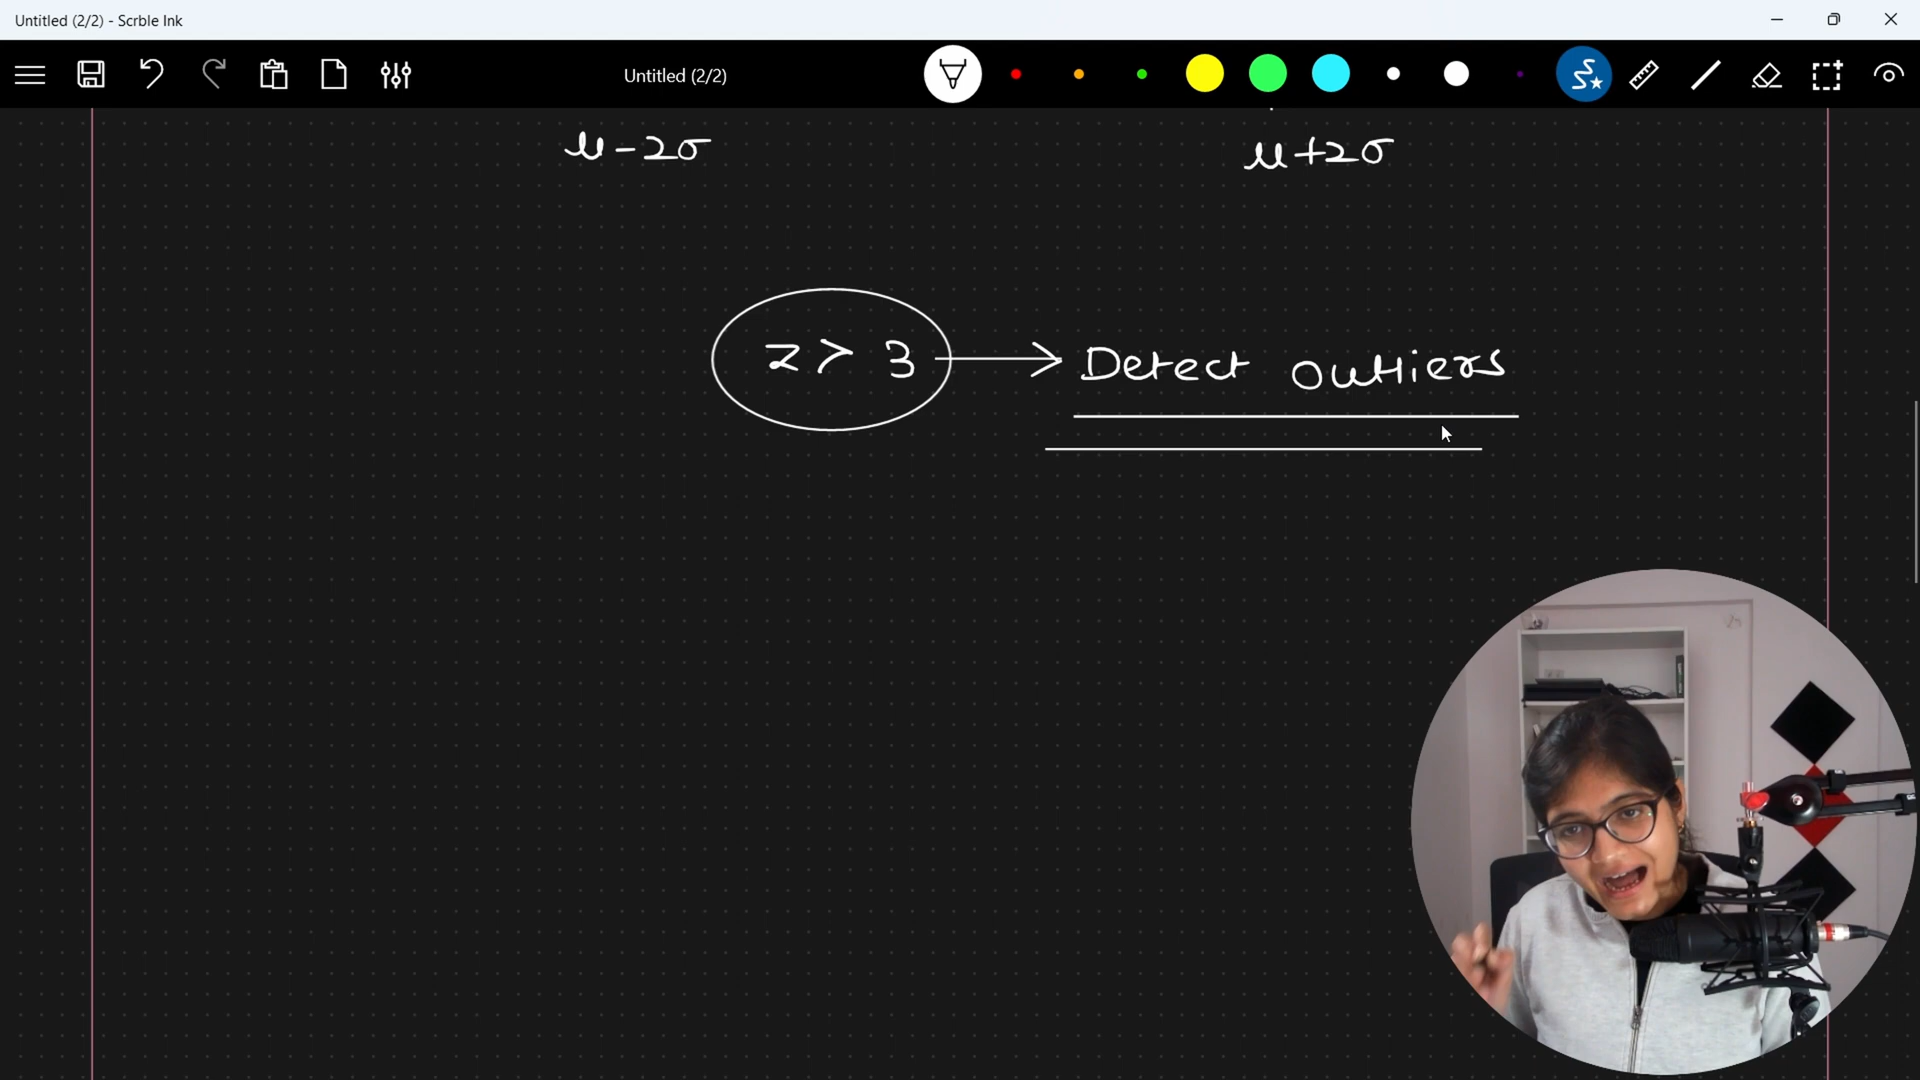 Untitled (2/2) - Scrble Ink
Untitled (2/2)
μ-2σ
μ+2σ
z > 3 → Detect outliers